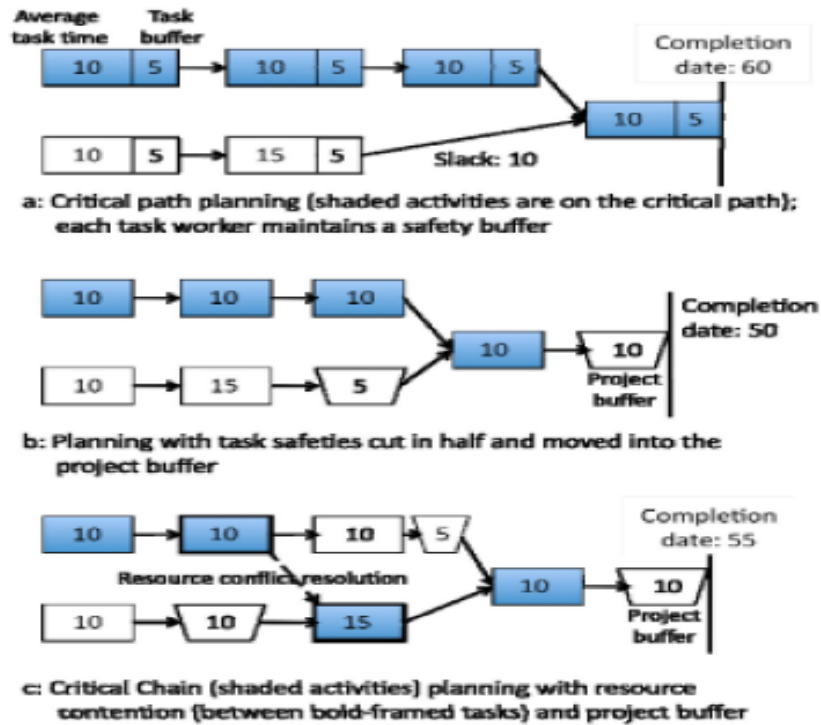 Average Task
task time buffer
10 5 10 5 10 5
Completion
date: 60
10 5
10 5 15 5
Slack: 10
a: Critical path planning (shaded activities are on the critical path);
each task worker maintains a safety buffer
10 10 10
Completion
date: 50
10 10
10 15 5
Project
buffer
b: Planning with task safeties cut in half and moved into the
project buffer
10 10 10 5
Completion
date: 55
Resource conflict resolution
10 10
10 10 15
Project
buffer
c: Critical Chain (shaded activities) planning with resource
contention (between bold-framed tasks) and project buffer